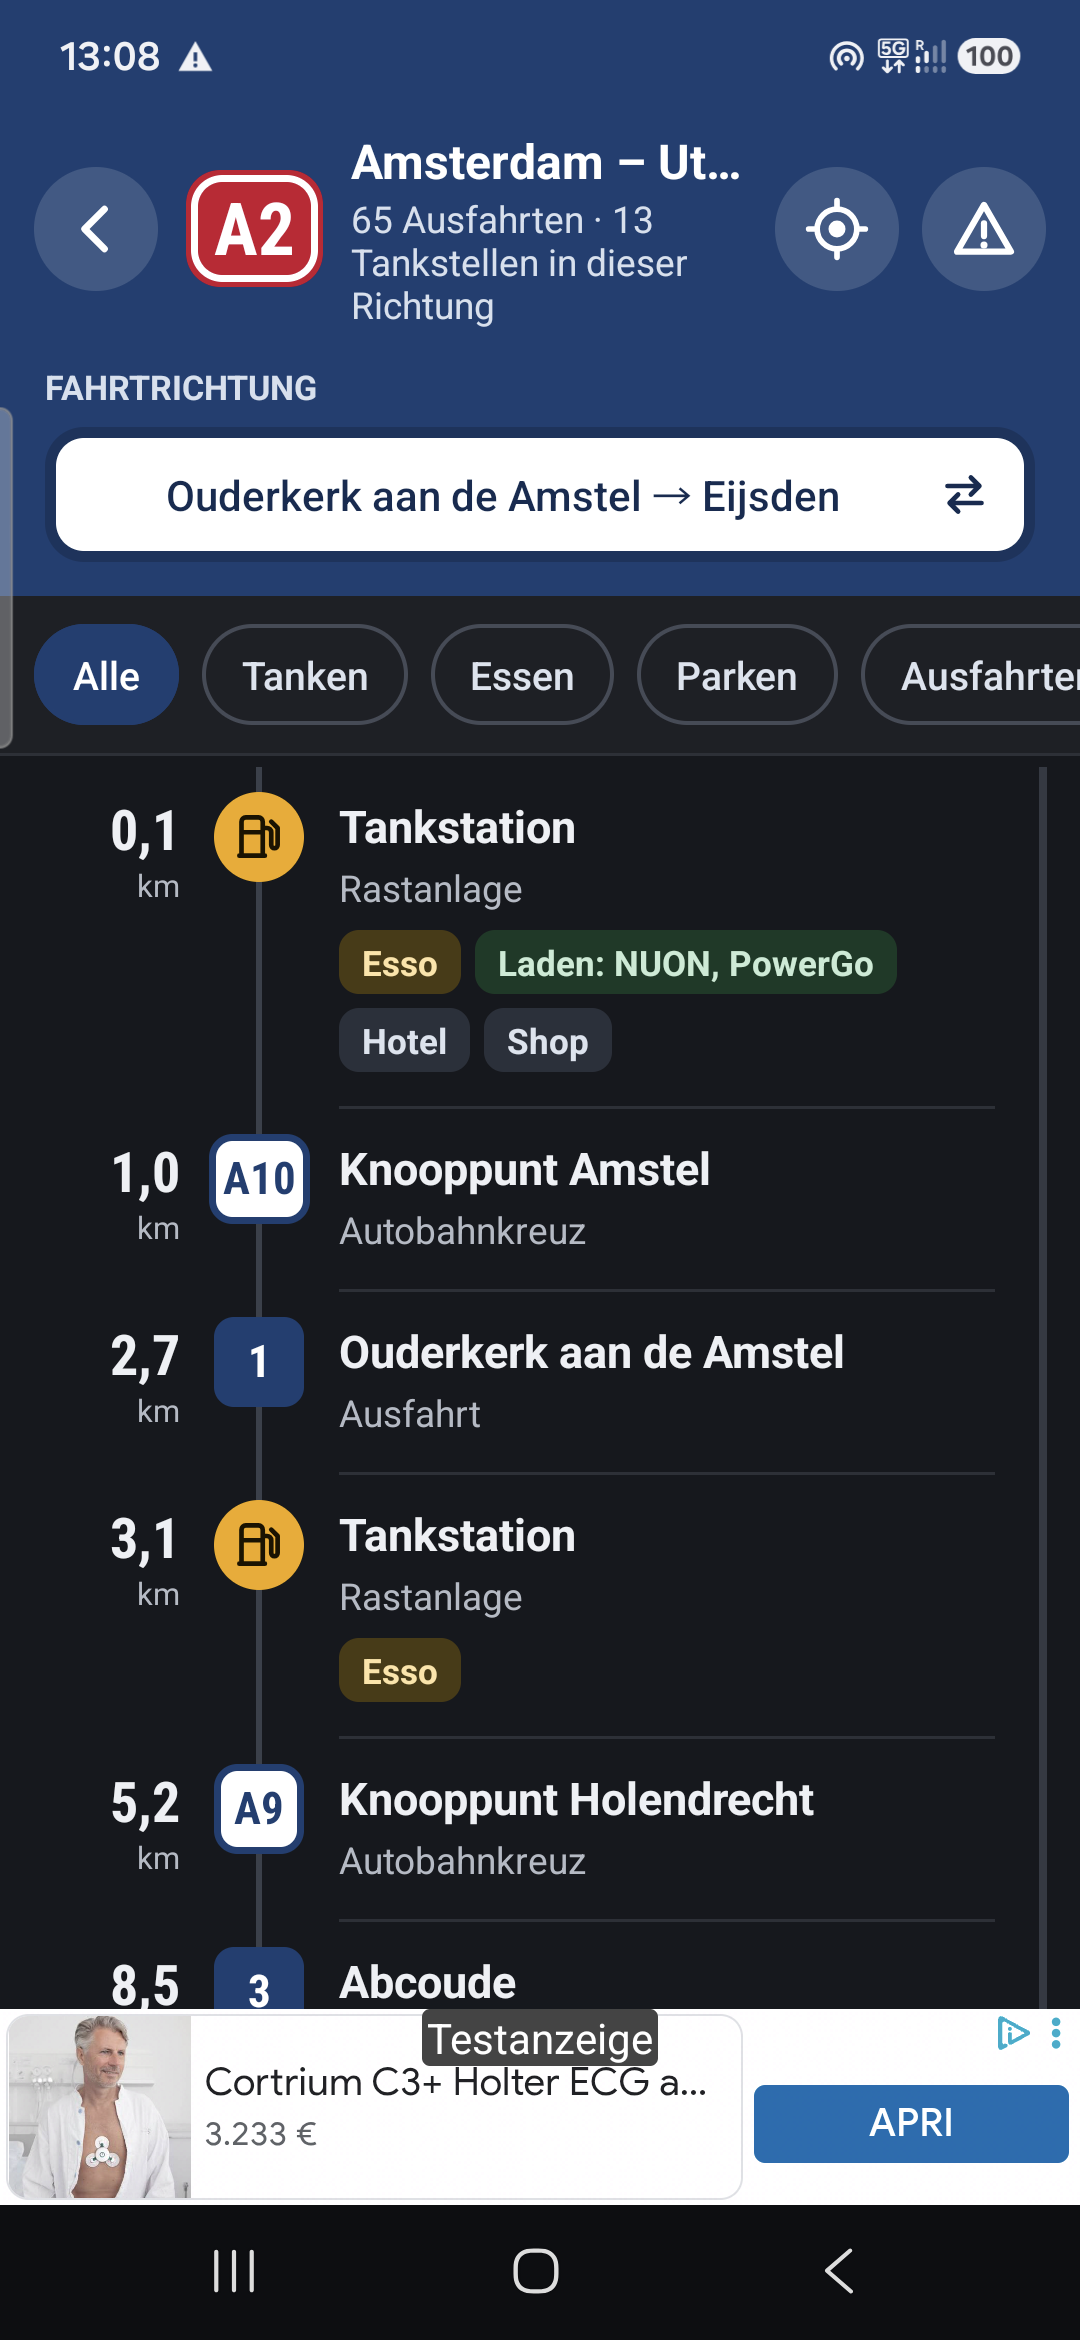 13:08
5G
R
100
A2
Amsterdam – Ut...
65 Ausfahrten · 13
Tankstellen in dieser
Richtung
FAHRTRICHTUNG
Ouderkerk aan de Amstel → Eijsden
Alle
Tanken
Essen
Parken
Ausfahrten
0,1
km
Tankstation
Rastanlage
Esso
Laden: NUON, PowerGo
Hotel
Shop
1,0
km
A10
Knooppunt Amstel
Autobahnkreuz
2,7
km
1
Ouderkerk aan de Amstel
Ausfahrt
3,1
km
Tankstation
Rastanlage
Esso
5,2
km
A9
Knooppunt Holendrecht
Autobahnkreuz
8,5
3
Abcoude
Testanzeige
Cortrium C3+ Holter ECG a...
3.233 €
APRI